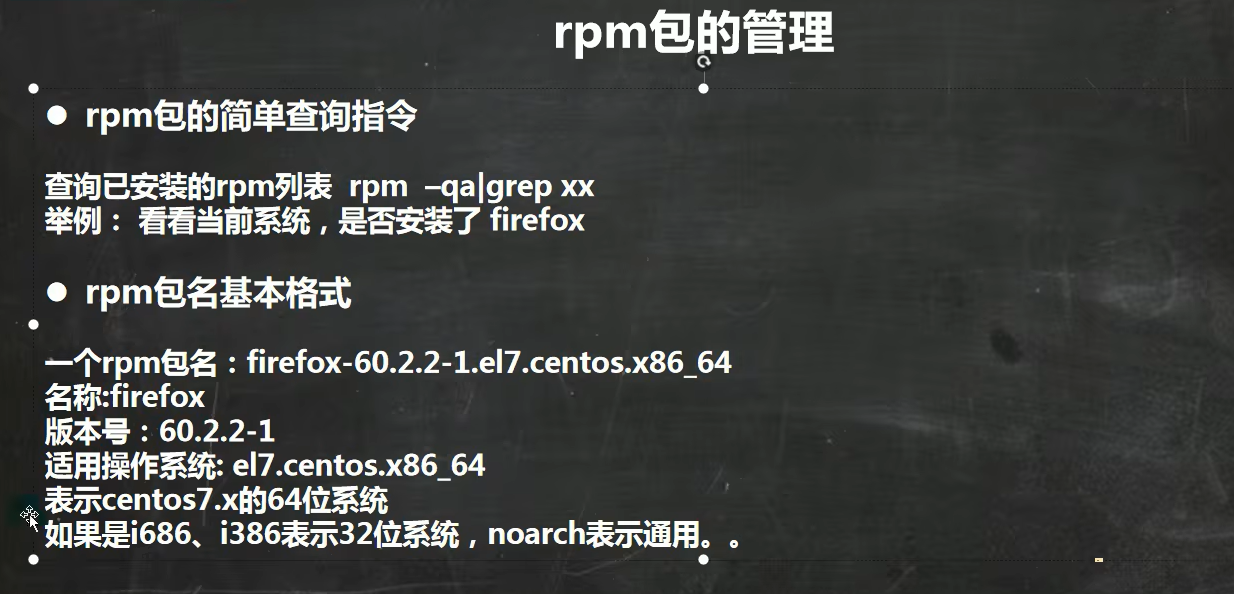 rpm包的管理
● rpm包的简单查询指令
查询已安装的rpm列表 rpm –qa|grep xx
举例： 看看当前系统，是否安装了 firefox
● rpm包名基本格式
一个rpm包名：firefox-60.2.2-1.el7.centos.x86_64
名称:firefox
版本号：60.2.2-1
适用操作系统: el7.centos.x86_64
表示centos7.x的64位系统
如果是i686、i386表示32位系统，noarch表示通用。。